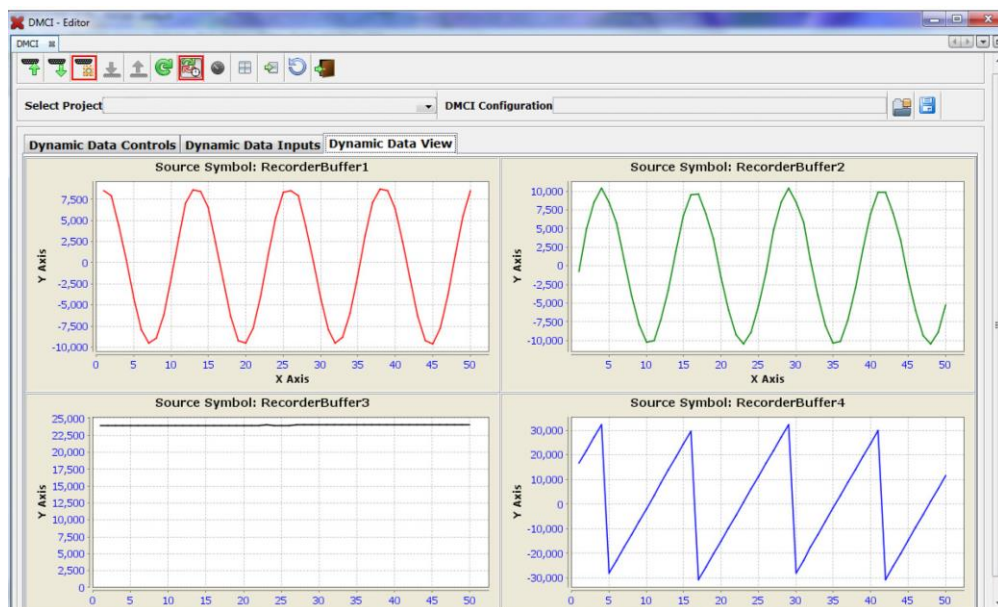 DMCI - Editor
DMCI
Select Project
DMCI Configuration
Dynamic Data Controls Dynamic Data Inputs Dynamic Data View
Source Symbol: RecorderBuffer1
Y Axis
7,500
5,000
2,500
0
-2,500
-5,000
-7,500
-10,000
0 5 10 15 20 25 30 35 40 45 50
X Axis
Source Symbol: RecorderBuffer2
Y Axis
10,000
7,500
5,000
2,500
0
-2,500
-5,000
-7,500
-10,000
5 10 15 20 25 30 35 40 45 50
X Axis
Source Symbol: RecorderBuffer3
Y Axis
25,000
22,500
20,000
17,500
15,000
12,500
10,000
7,500
5,000
2,500
0
0 5 10 15 20 25 30 35 40 45 50
Source Symbol: RecorderBuffer4
Y Axis
30,000
20,000
10,000
0
-10,000
-20,000
-30,000
5 10 15 20 25 30 35 40 45 50